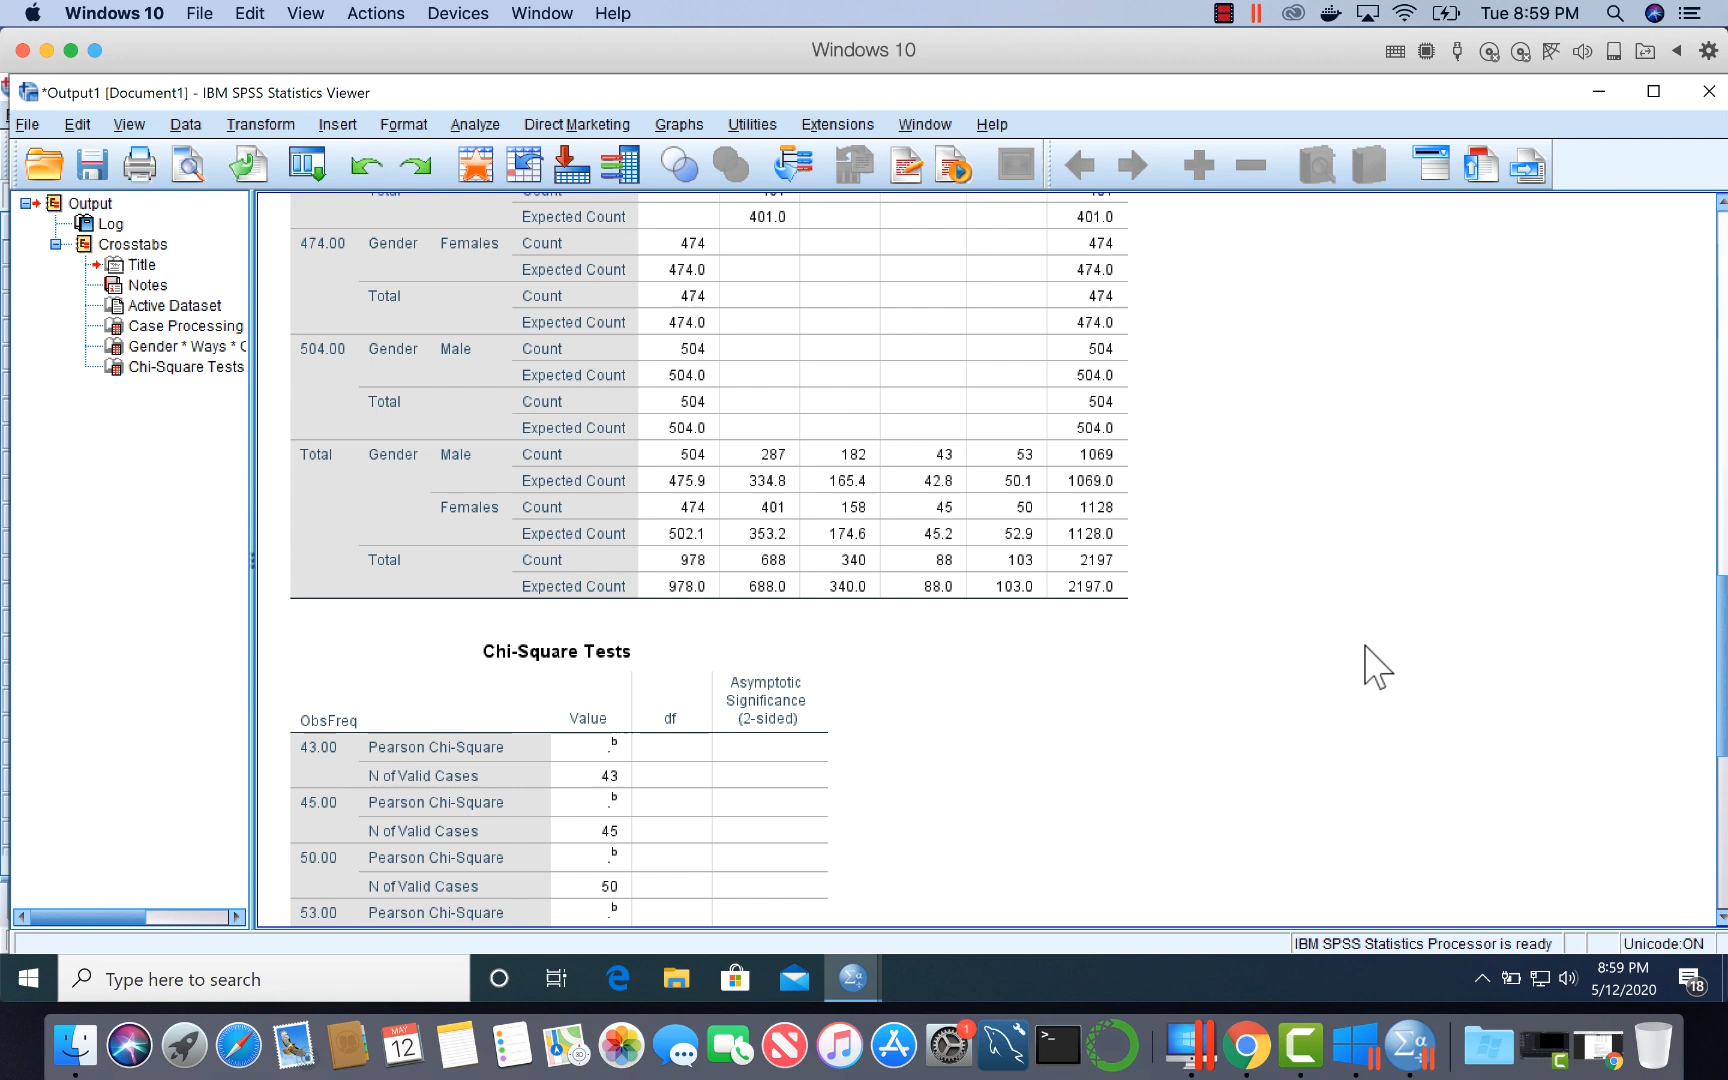 Windows 10 File Edit View Actions Devices Window Help Tue 8:59 PM
Windows 10
*Output1 [Document1] - IBM SPSS Statistics Viewer
File Edit View Data Transform Insert Format Analyze Direct Marketing Graphs Utilities Extensions Window Help
Output
Log
Crosstabs
Title
Notes
Active Dataset
Case Processing
Gender * Ways * C
Chi-Square Tests
Expected Count 401.0 401.0
474.00 Gender Females Count 474 474
Expected Count 474.0 474.0
Total Count 474 474
Expected Count 474.0 474.0
504.00 Gender Male Count 504 504
Expected Count 504.0 504.0
Total Count 504 504
Expected Count 504.0 504.0
Total Gender Male Count 504 287 182 43 53 1069
Expected Count 475.9 334.8 165.4 42.8 50.1 1069.0
Females Count 474 401 158 45 50 1128
Expected Count 502.1 353.2 174.6 45.2 52.9 1128.0
Total Count 978 688 340 88 103 2197
Expected Count 978.0 688.0 340.0 88.0 103.0 2197.0
Chi-Square Tests
ObsFreq Value df Asymptotic Significance (2-sided)
43.00 Pearson Chi-Square .b
N of Valid Cases 43
45.00 Pearson Chi-Square .b
N of Valid Cases 45
50.00 Pearson Chi-Square .b
N of Valid Cases 50
53.00 Pearson Chi-Square .b
IBM SPSS Statistics Processor is ready Unicode:ON
Type here to search
8:59 PM
5/12/2020
18
MAY
12
1